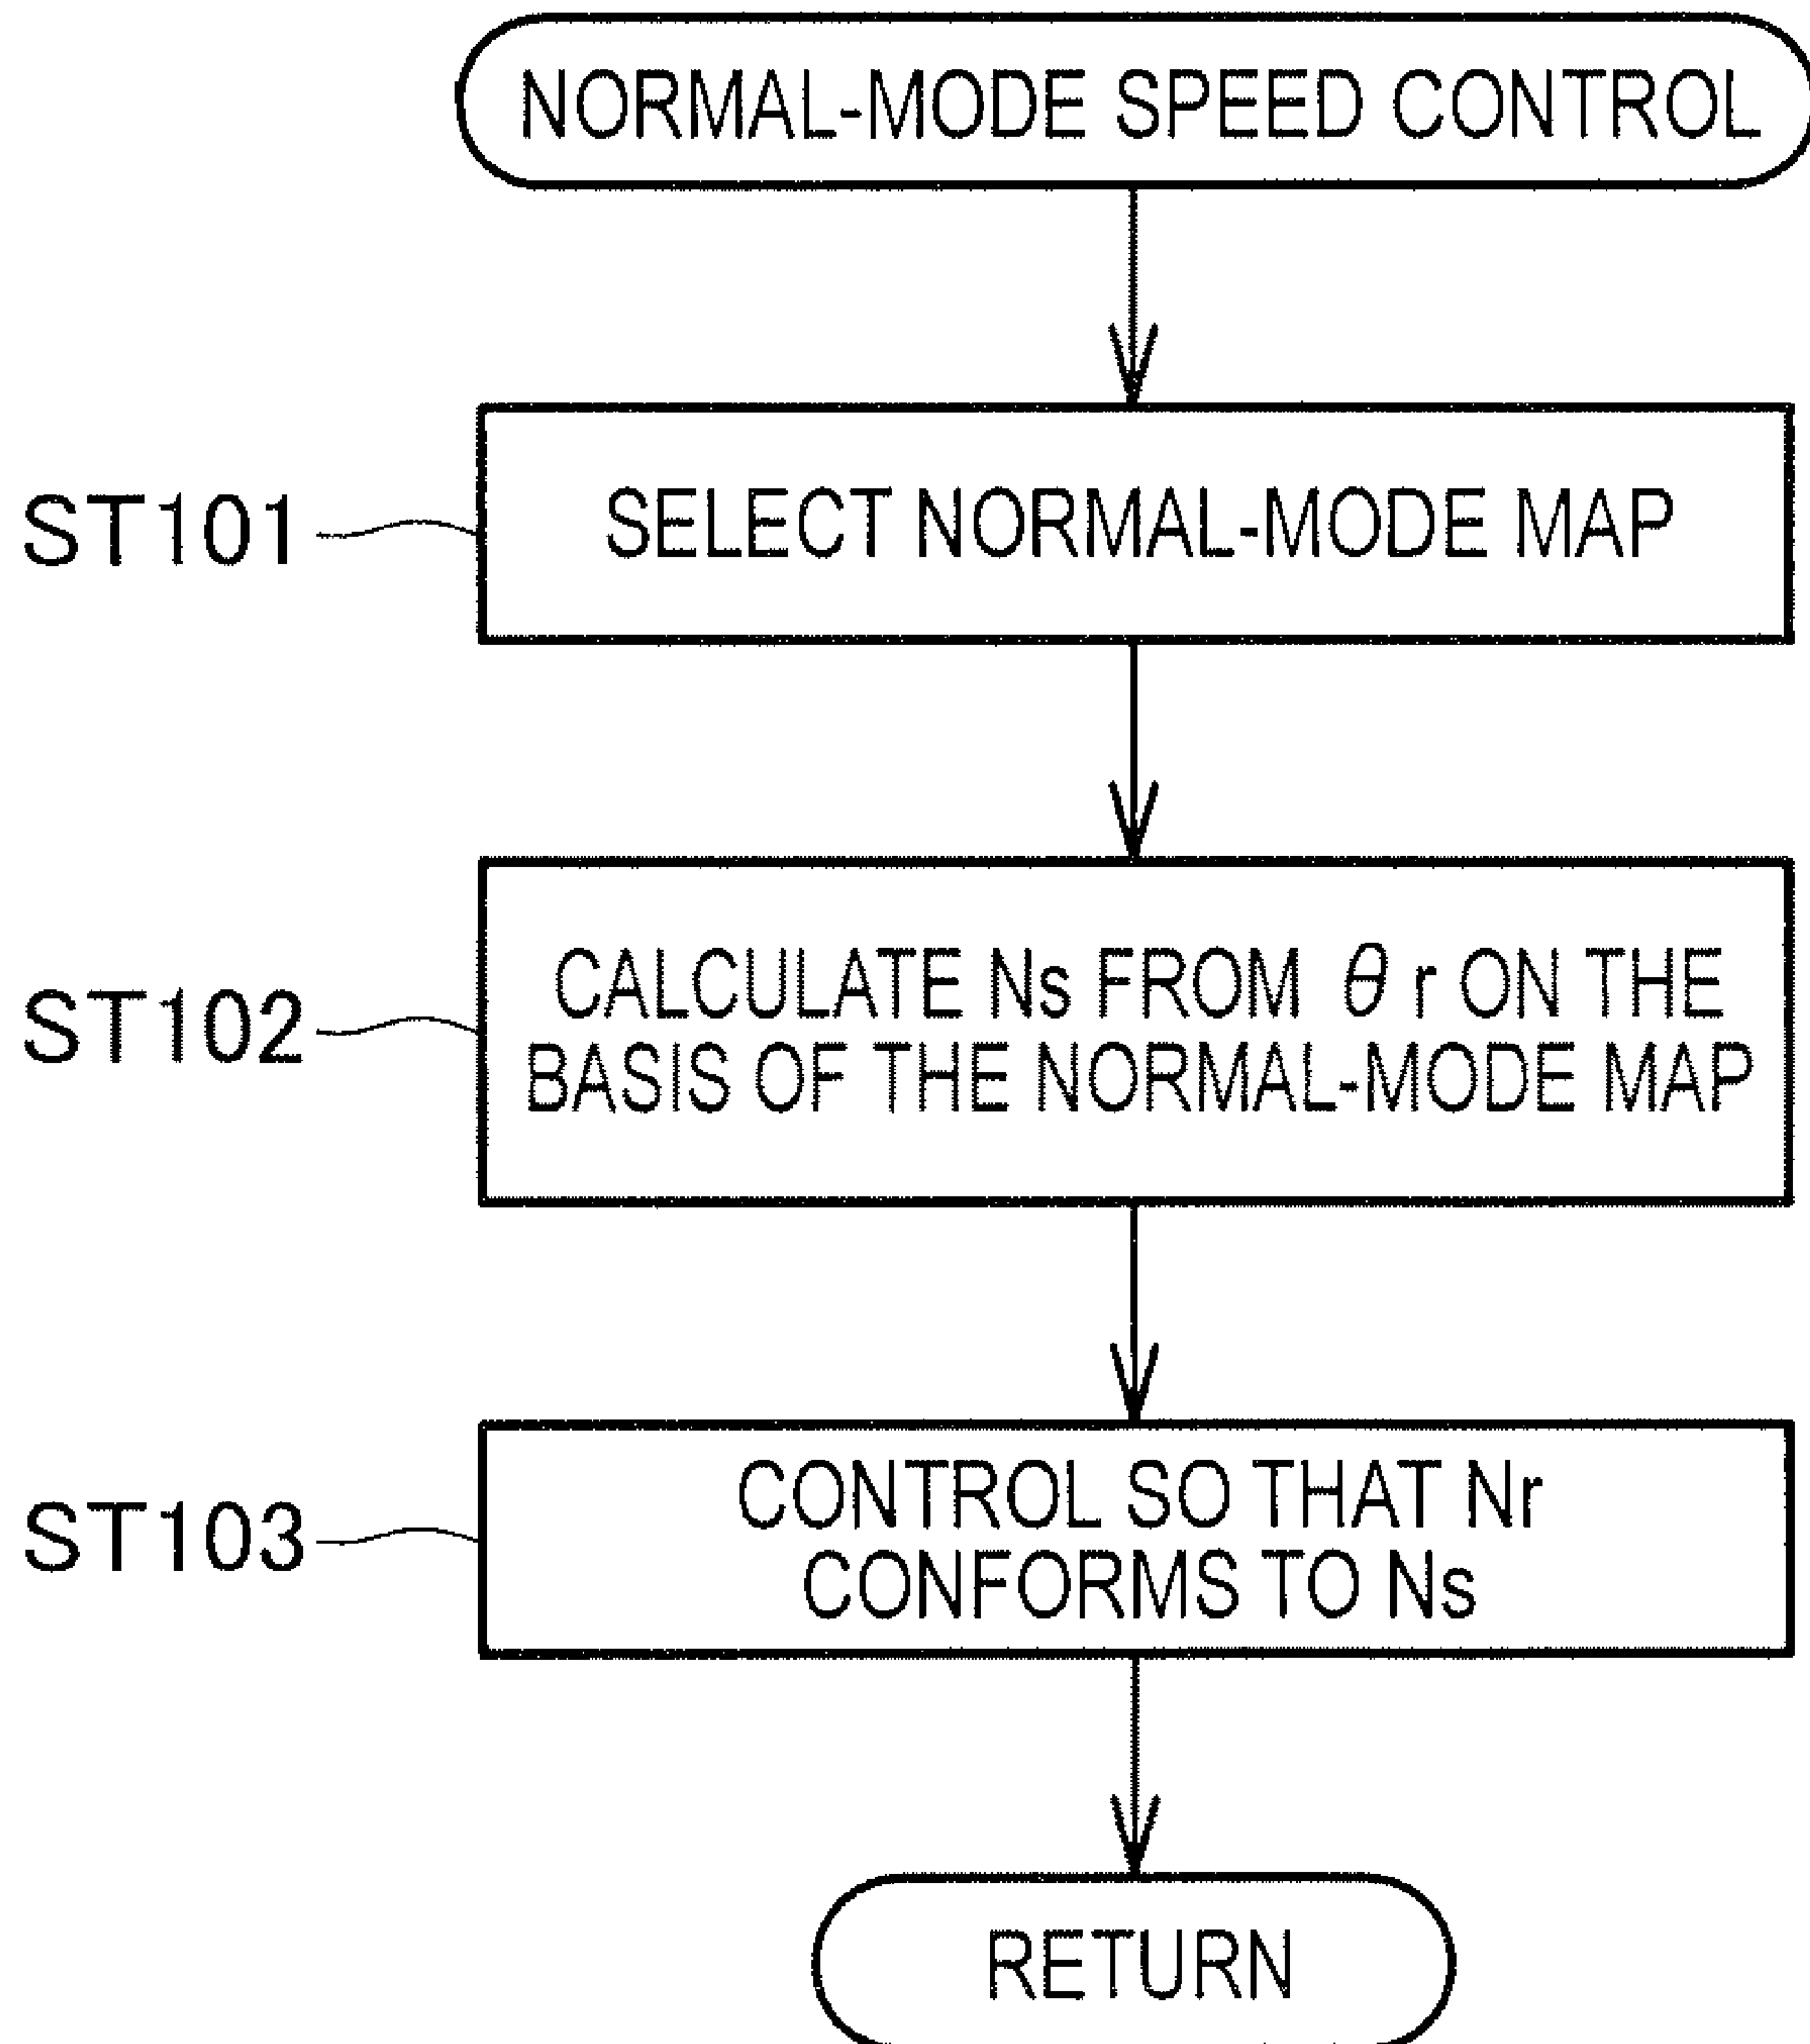 NORMAL-MODE SPEED CONTROL
ST101
SELECT NORMAL-MODE MAP
ST102
CALCULATE Ns FROM θ r ON THE
BASIS OF THE NORMAL-MODE MAP
ST103
CONTROL SO THAT Nr
CONFORMS TO Ns
RETURN